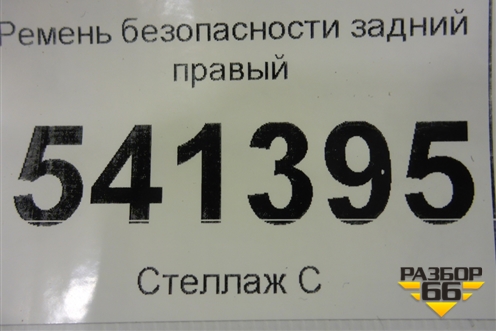 Ремень безопасности задний
правый
541395
Стеллаж С
РАЗБОР
66